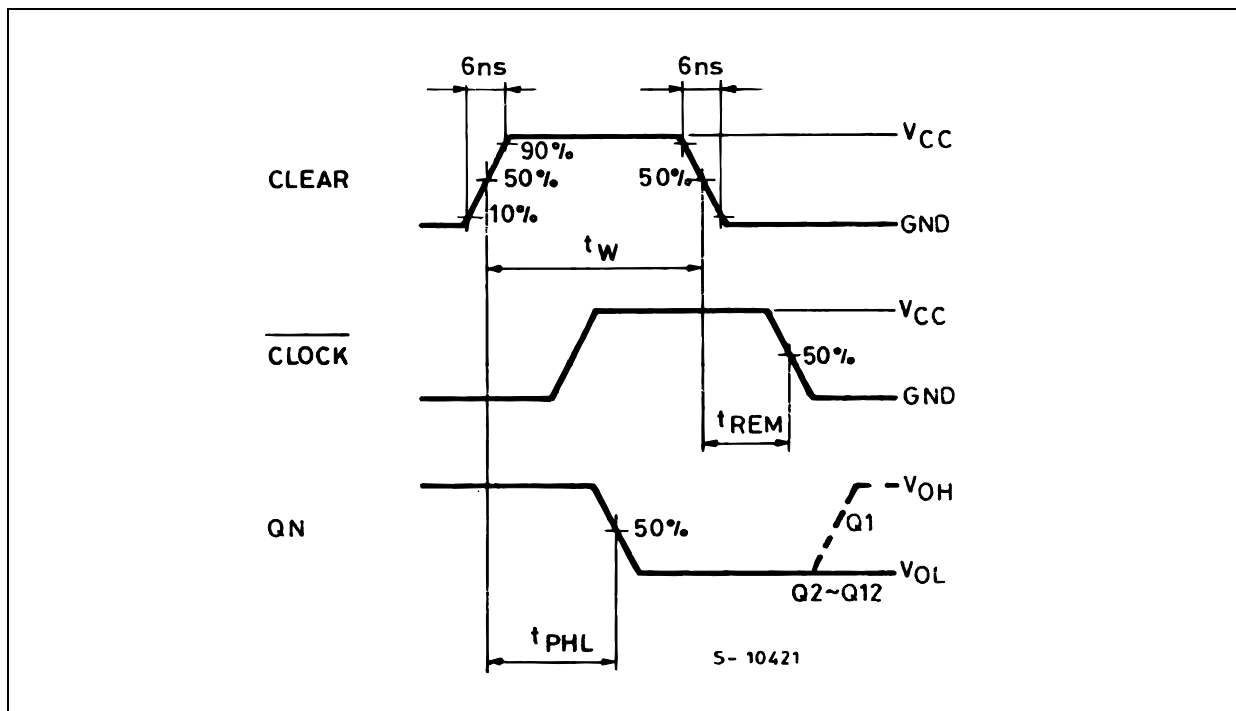 6ns 6ns
VCC
90%
CLEAR 50% 50%
10%
GND
tW
VCC
CLOCK
50%
GND
tREM
VOH
QN 50% Q1
VOL
Q2~Q12
tPHL
S- 10421